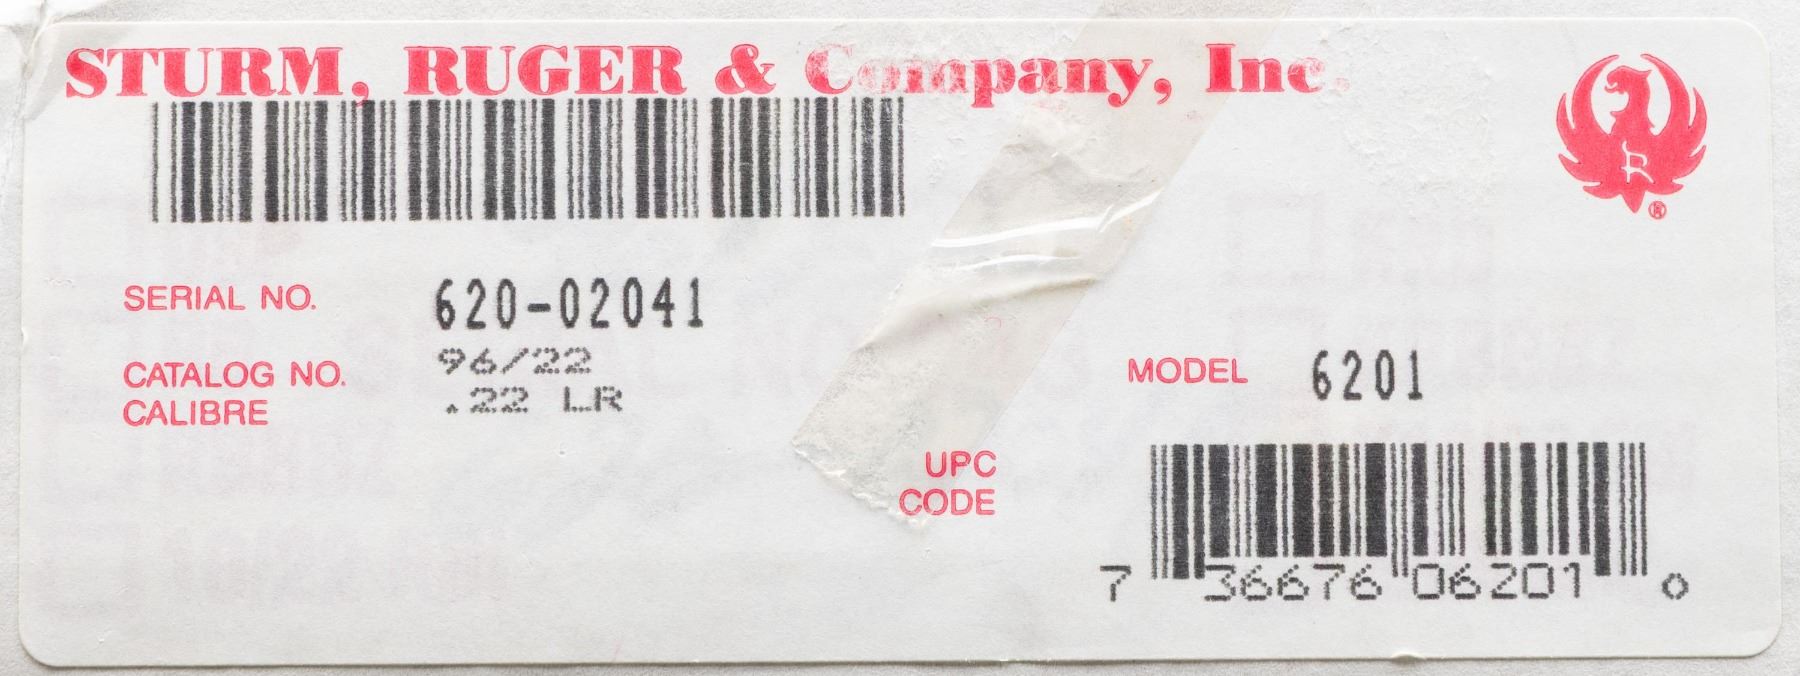 STURM, RUGER & Company, Inc.
R
®
SERIAL NO. 620-02041
CATALOG NO. 96/22
CALIBRE .22 LR
MODEL 6201
UPC
CODE
7 36676 06201 0